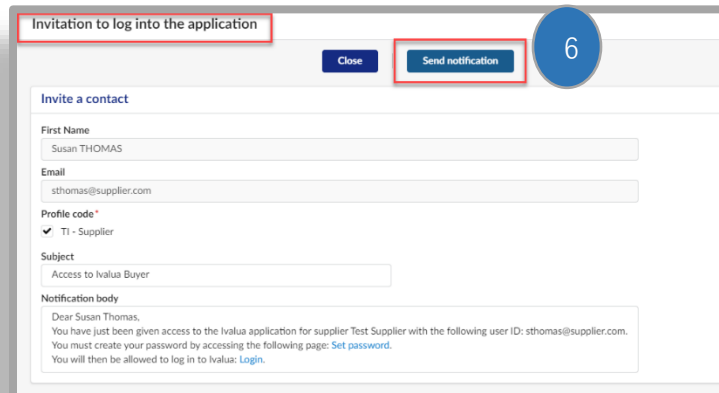 Invitation to log into the application
Close
Send notification
6
Invite a contact
First Name
Susan THOMAS
Email
sthomas@supplier.com
Profile code*
TI - Supplier
Subject
Access to Ivalua Buyer
Notification body
Dear Susan Thomas,
You have just been given access to the Ivalua application for supplier Test Supplier with the following user ID: sthomas@supplier.com.
You must create your password by accessing the following page: Set password.
You will then be allowed to log in to Ivalua: Login.